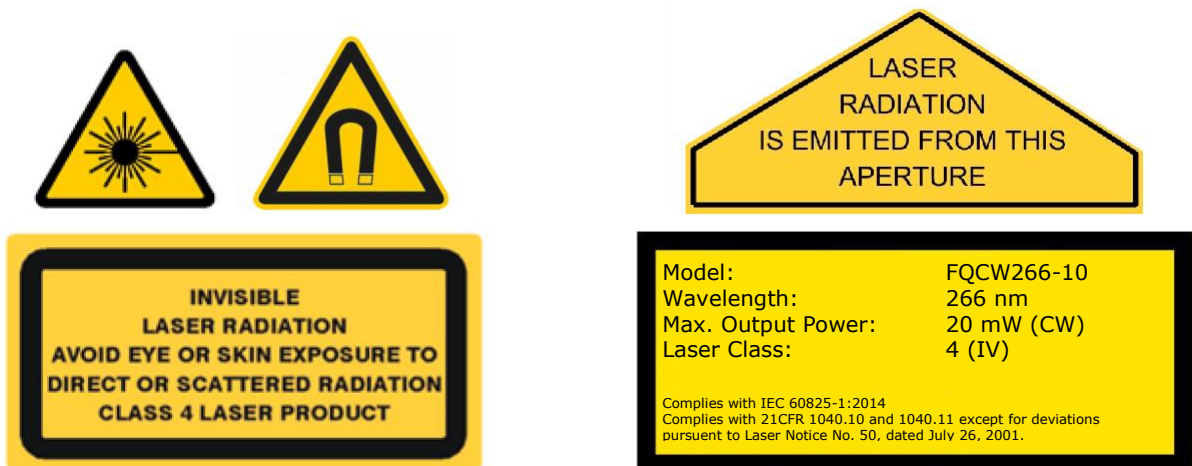 LASER
RADIATION
IS EMITTED FROM THIS
APERTURE
INVISIBLE
LASER RADIATION
AVOID EYE OR SKIN EXPOSURE TO
DIRECT OR SCATTERED RADIATION
CLASS 4 LASER PRODUCT
Model: FQCW266-10
Wavelength: 266 nm
Max. Output Power: 20 mW (CW)
Laser Class: 4 (IV)
Complies with IEC 60825-1:2014
Complies with 21CFR 1040.10 and 1040.11 except for deviations
pursuant to Laser Notice No. 50, dated July 26, 2001.